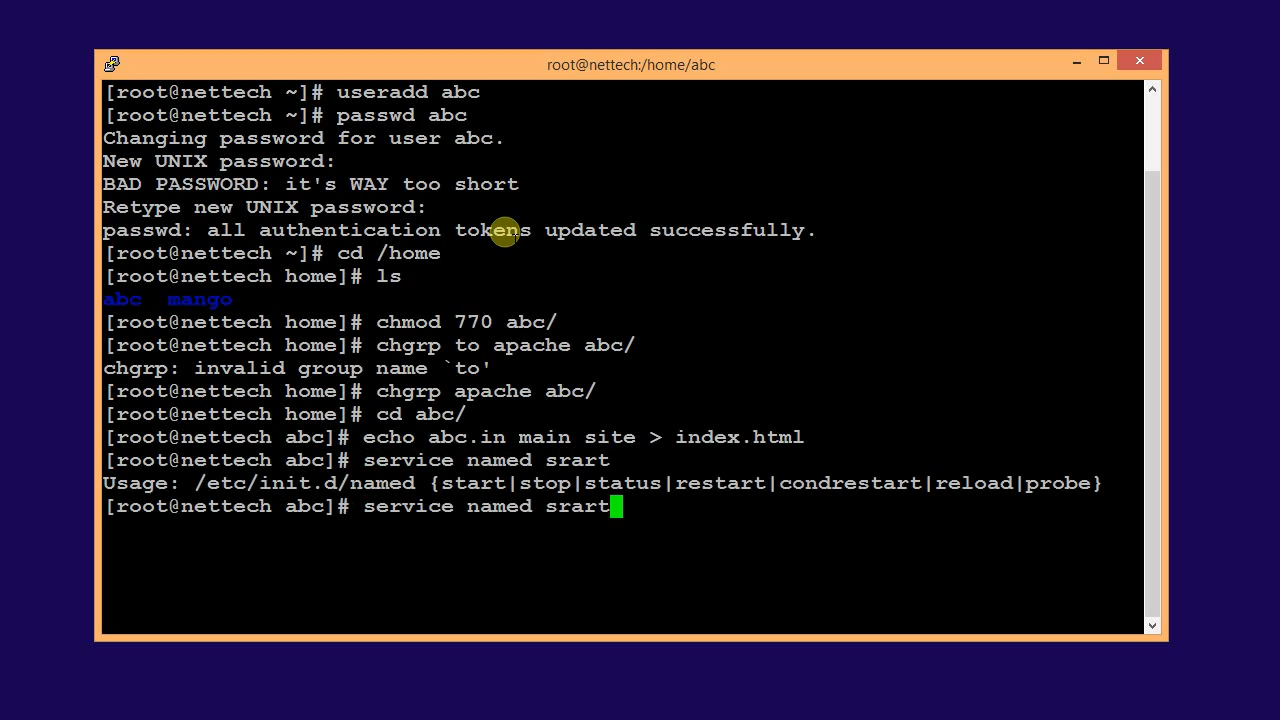 root@nettech:/home/abc
[root@nettech ~]# useradd abc
[root@nettech ~]# passwd abc
Changing password for user abc.
New UNIX password:
BAD PASSWORD: it's WAY too short
Retype new UNIX password:
passwd: all authentication tokens updated successfully.
[root@nettech ~]# cd /home
[root@nettech home]# ls
abc  mango
[root@nettech home]# chmod 770 abc/
[root@nettech home]# chgrp to apache abc/
chgrp: invalid group name `to'
[root@nettech home]# chgrp apache abc/
[root@nettech home]# cd abc/
[root@nettech abc]# echo abc.in main site > index.html
[root@nettech abc]# service named srart
Usage: /etc/init.d/named {start|stop|status|restart|condrestart|reload|probe}
[root@nettech abc]# service named srart